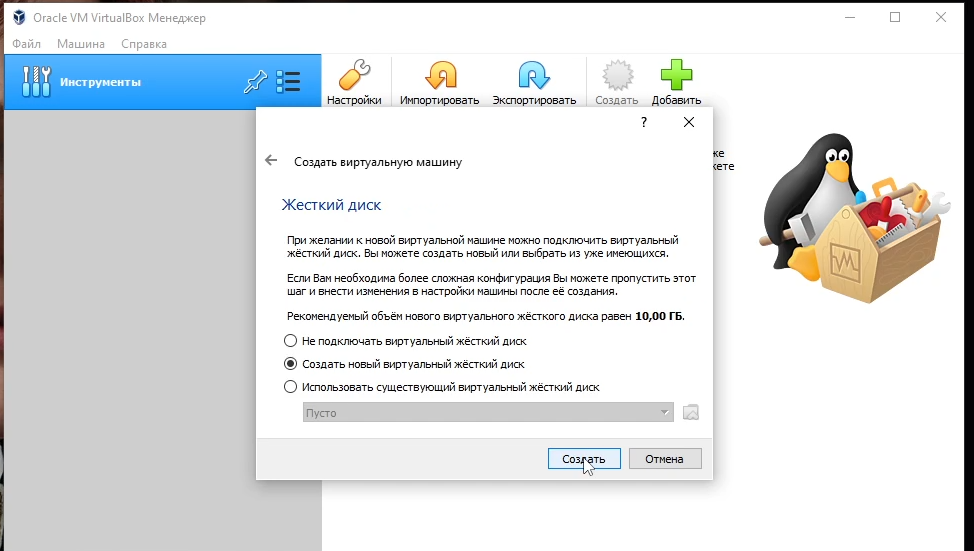 Oracle VM VirtualBox Менеджер
Файл Машина Справка
Инструменты
Настройки Импортировать Экспортировать Создать Добавить
?
же
жете
Создать виртуальную машину
Жесткий диск
При желании к новой виртуальной машине можно подключить виртуальный
жёсткий диск. Вы можете создать новый или выбрать из уже имеющихся.
Если Вам необходима более сложная конфигурация Вы можете пропустить этот
шаг и внести изменения в настройки машины после её создания.
Рекомендуемый объём нового виртуального жёсткого диска равен 10,00 ГБ.
Не подключать виртуальный жёсткий диск
Создать новый виртуальный жёсткий диск
Использовать существующий виртуальный жёсткий диск
Пусто
Создать Отмена